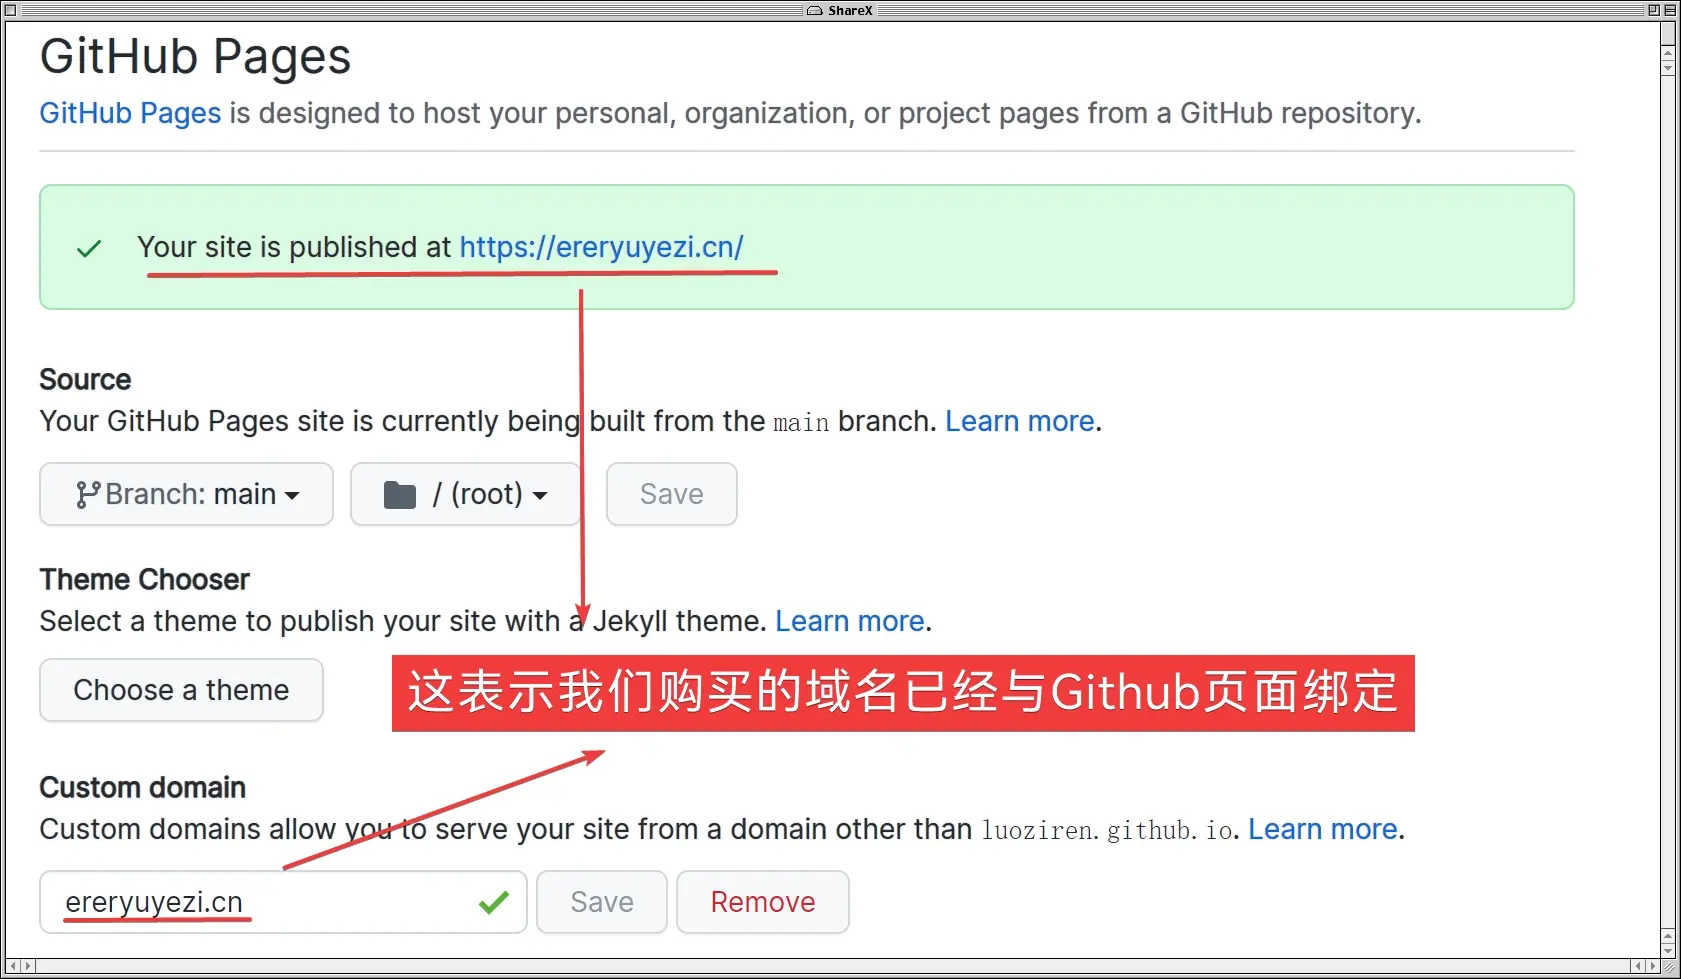 ShareX
GitHub Pages
GitHub Pages is designed to host your personal, organization, or project pages from a GitHub repository.
Your site is published at https://ereryuyezi.cn/
Source
Your GitHub Pages site is currently being built from the main branch. Learn more.
Branch: main / (root) Save
Theme Chooser
Select a theme to publish your site with a Jekyll theme. Learn more.
Choose a theme
这表示我们购买的域名已经与Github页面绑定
Custom domain
Custom domains allow you to serve your site from a domain other than luoziren.github.io. Learn more.
ereryuyezi.cn Save Remove